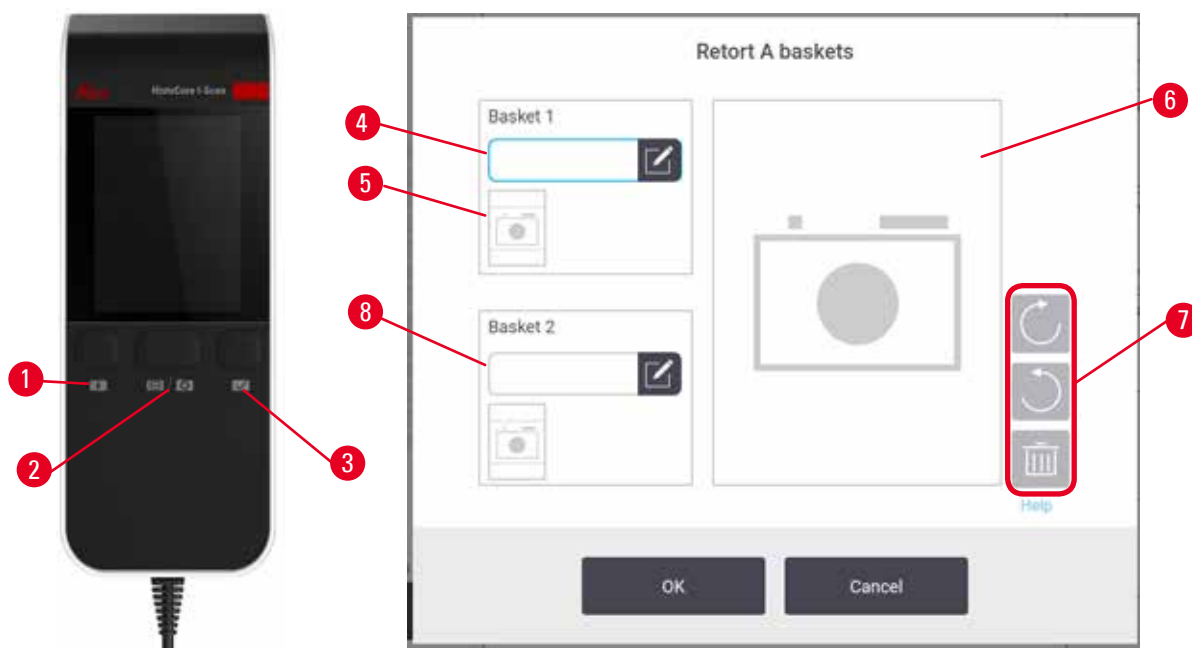 Leica
HistoCore I-Scan
1
2
3
Retort A baskets
Basket 1
4
5
6
Basket 2
8
7
Help
OK
Cancel